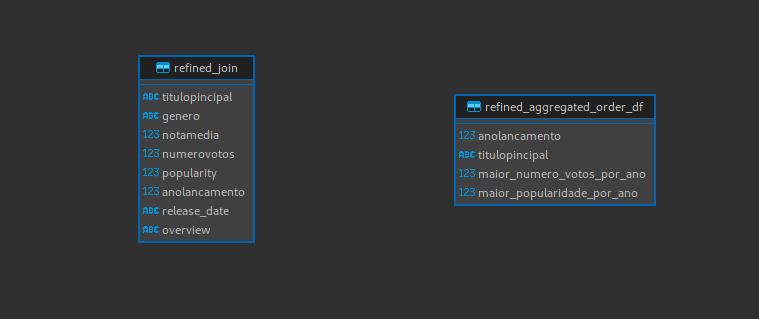 refined_join
ABC titulopincipal
ABC genero
123 notamedia
123 numerovotos
123 popularity
123 anolancamento
ABC release_date
ABC overview
refined_aggregated_order_df
123 anolancamento
ABC titulopincipal
123 maior_numero_votos_por_ano
123 maior_popularidade_por_ano